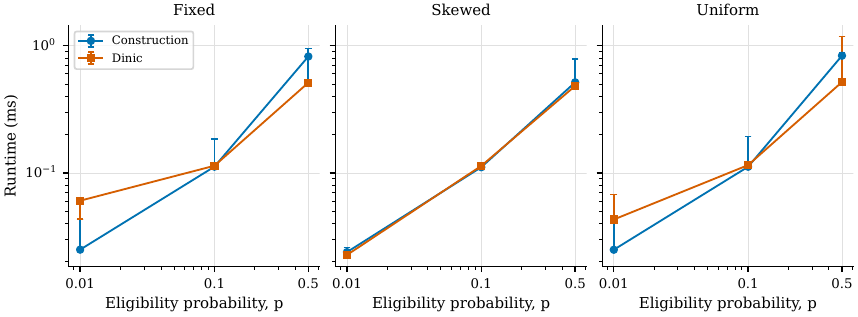 Fixed
Skewed
Uniform
Construction
Dinic
Runtime (ms)
10⁰
10⁻¹
0.01
0.1
0.5
0.01
0.1
0.5
0.01
0.1
0.5
Eligibility probability, p
Eligibility probability, p
Eligibility probability, p